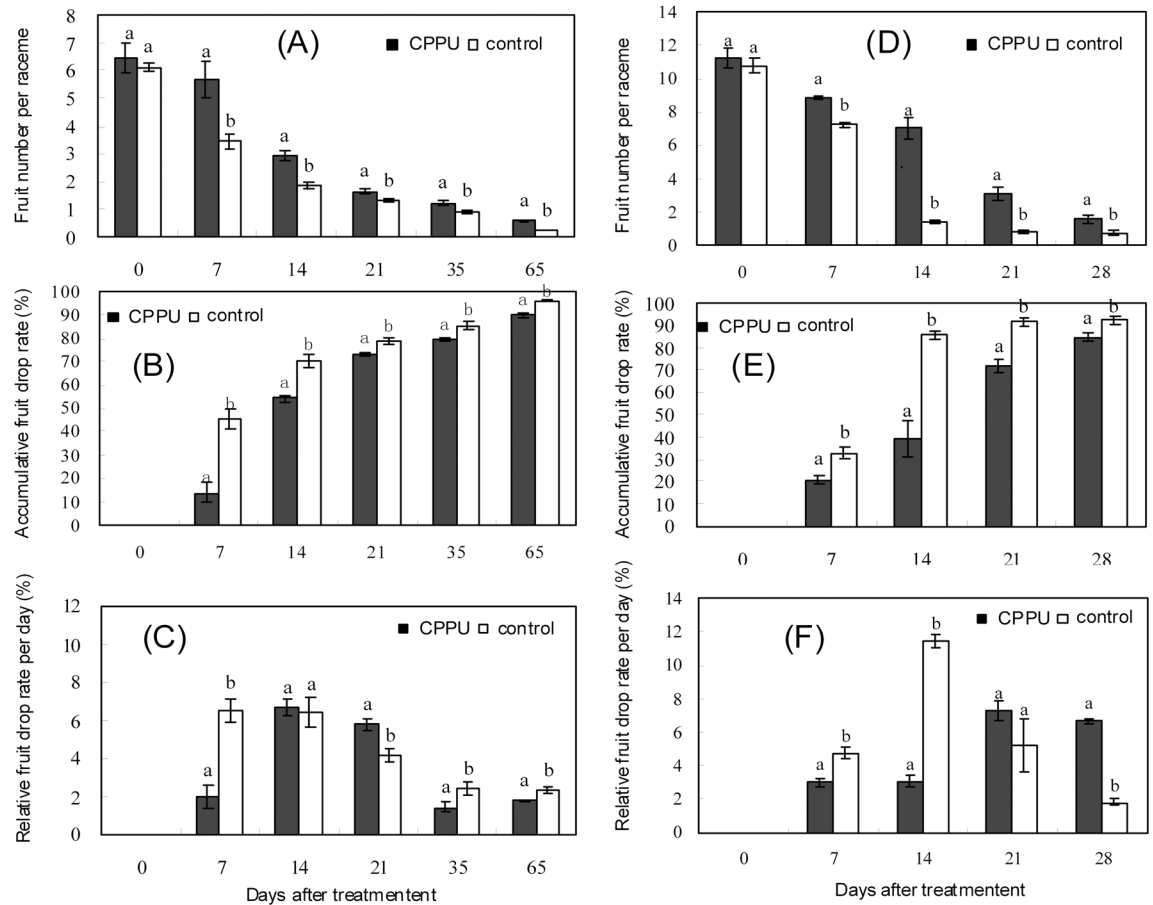 Fruit number per raceme
8
7
6
5
4
3
2
1
0
(A)
CPPU control
a a
a b
a b
a b
a b
a b
0 7 14 21 35 65
Accumulative fruit drop rate (%)
100
90
80
70
60
50
40
30
20
10
0
CPPU control
(B)
a b
a b
a b
a b
a b
0 7 14 21 35 65
Relative fruit drop rate per day (%)
12
10
8
6
4
2
0
(C)
CPPU control
a b
a a
a b
a b
a b
0 7 14 21 35 65
Days after treatmentent
Fruit number per raceme
14
12
10
8
6
4
2
0
(D)
CPPU control
a a
a b
a b
a b
a b
0 7 14 21 28
Accumulative fruit drop rate (%)
100
90
80
70
60
50
40
30
20
10
0
CPPU control
(E)
a b
a b
a b
a b
0 7 14 21 28
Relative fruit drop rate per day (%)
14
12
10
8
6
4
2
0
(F)
CPPU control
a b
a b
a a
a b
0 7 14 21 28
Days after treatmentent